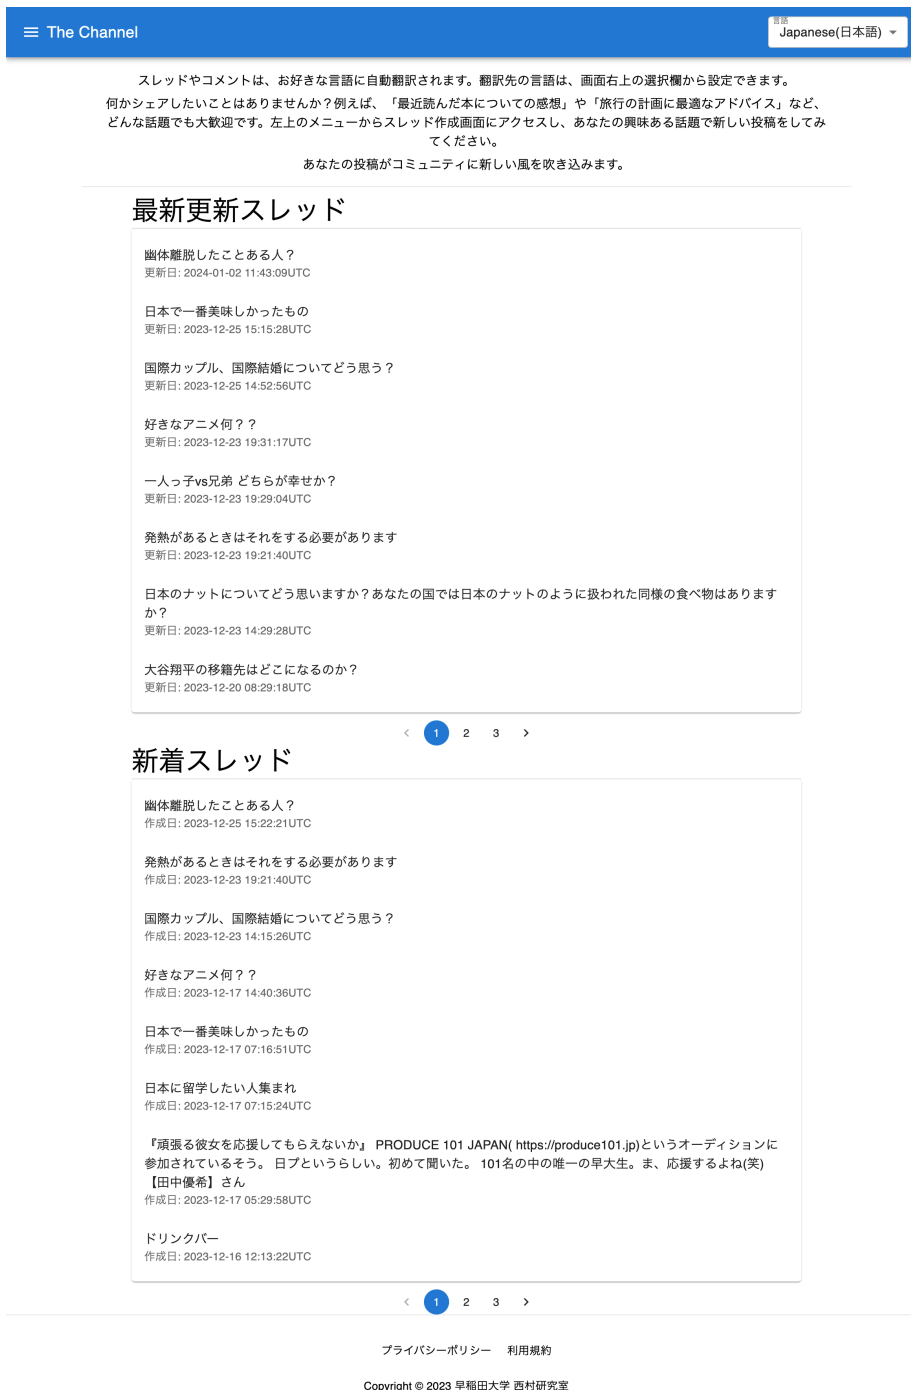 The Channel
言語
Japanese(日本語)
スレッドやコメントは、お好きな言語に自動翻訳されます。翻訳先の言語は、画面右上の選択欄から設定できます。
何かシェアしたいことはありませんか？例えば、「最近読んだ本についての感想」や「旅行の計画に最適なアドバイス」など、
どんな話題でも大歓迎です。左上のメニューからスレッド作成画面にアクセスし、あなたの興味ある話題で新しい投稿をしてみ
てください。
あなたの投稿がコミュニティに新しい風を吹き込みます。
最新更新スレッド
幽体離脱したことある人？
更新日: 2024-01-02 11:43:09UTC
日本で一番美味しかったもの
更新日: 2023-12-25 15:15:28UTC
国際カップル、国際結婚についてどう思う？
更新日: 2023-12-25 14:52:56UTC
好きなアニメ何？？
更新日: 2023-12-23 19:31:17UTC
一人っ子vs兄弟 どちらが幸せか？
更新日: 2023-12-23 19:29:04UTC
発熱があるときはそれをする必要があります
更新日: 2023-12-23 19:21:40UTC
日本のナットについてどう思いますか？あなたの国では日本のナットのように扱われた同様の食べ物はあります
か？
更新日: 2023-12-23 14:29:28UTC
大谷翔平の移籍先はどこになるのか？
更新日: 2023-12-20 08:29:18UTC
1 2 3
新着スレッド
幽体離脱したことある人？
作成日: 2023-12-25 15:22:21UTC
発熱があるときはそれをする必要があります
作成日: 2023-12-23 19:21:40UTC
国際カップル、国際結婚についてどう思う？
作成日: 2023-12-23 14:15:26UTC
好きなアニメ何？？
作成日: 2023-12-17 14:40:36UTC
日本で一番美味しかったもの
作成日: 2023-12-17 07:16:51UTC
日本に留学したい人集まれ
作成日: 2023-12-17 07:15:24UTC
『頑張る彼女を応援してもらえないか』 PRODUCE 101 JAPAN( https://produce101.jp)というオーディションに
参加されているそう。 日プというらしい。初めて聞いた。 101名の中の唯一の早大生。ま、応援するよね(笑)
【田中優希】さん
作成日: 2023-12-17 05:29:58UTC
ドリンクバー
作成日: 2023-12-16 12:13:22UTC
1 2 3
プライバシーポリシー 利用規約
Copyright © 2023 早稲田大学 西村研究室